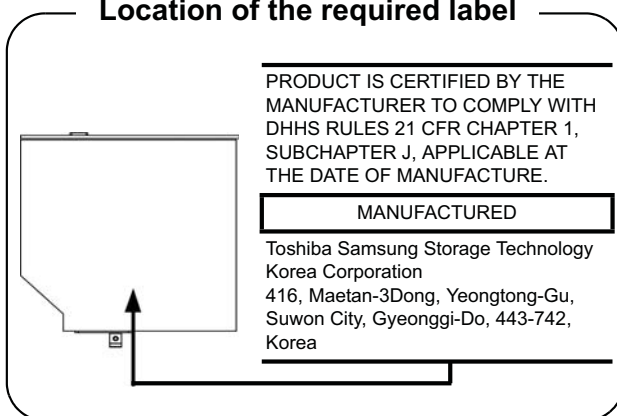 Location of the required label
PRODUCT IS CERTIFIED BY THE
MANUFACTURER TO COMPLY WITH
DHHS RULES 21 CFR CHAPTER 1,
SUBCHAPTER J, APPLICABLE AT
THE DATE OF MANUFACTURE.
MANUFACTURED
Toshiba Samsung Storage Technology
Korea Corporation
416, Maetan-3Dong, Yeongtong-Gu,
Suwon City, Gyeonggi-Do, 443-742,
Korea